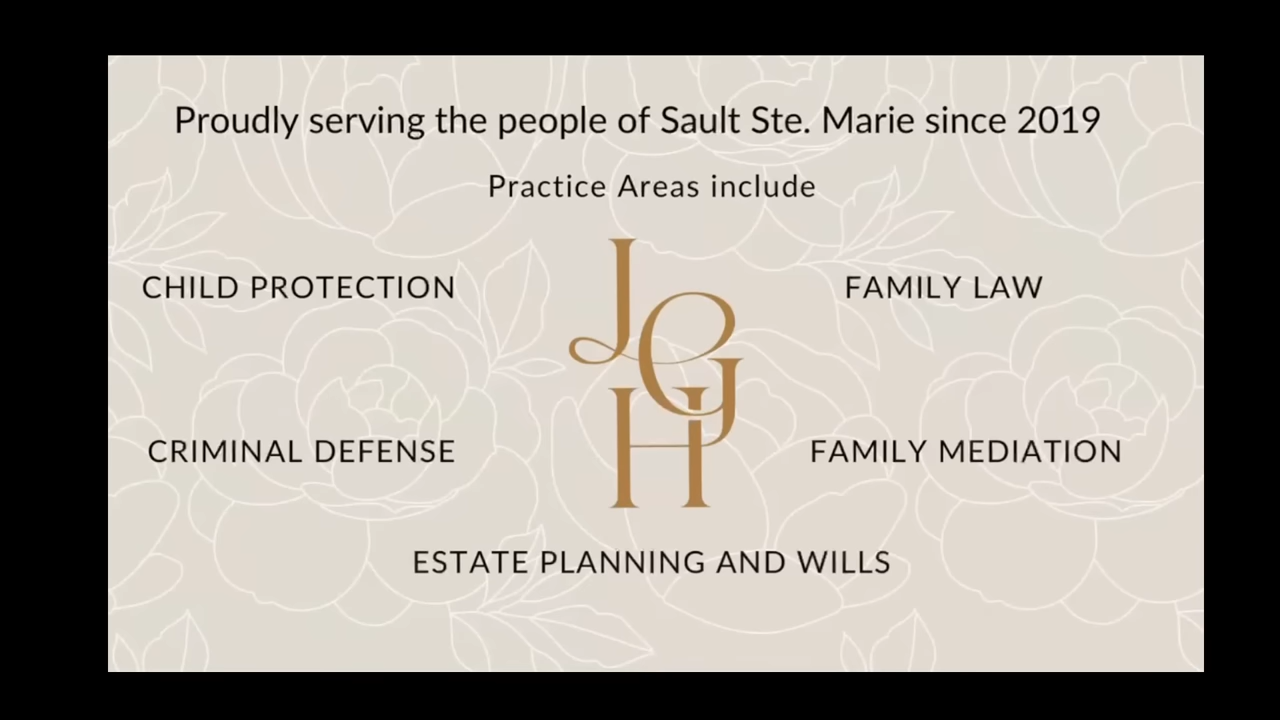 Proudly serving the people of Sault Ste. Marie since 2019
Practice Areas include
CHILD PROTECTION
FAMILY LAW
JGH
CRIMINAL DEFENSE
FAMILY MEDIATION
ESTATE PLANNING AND WILLS